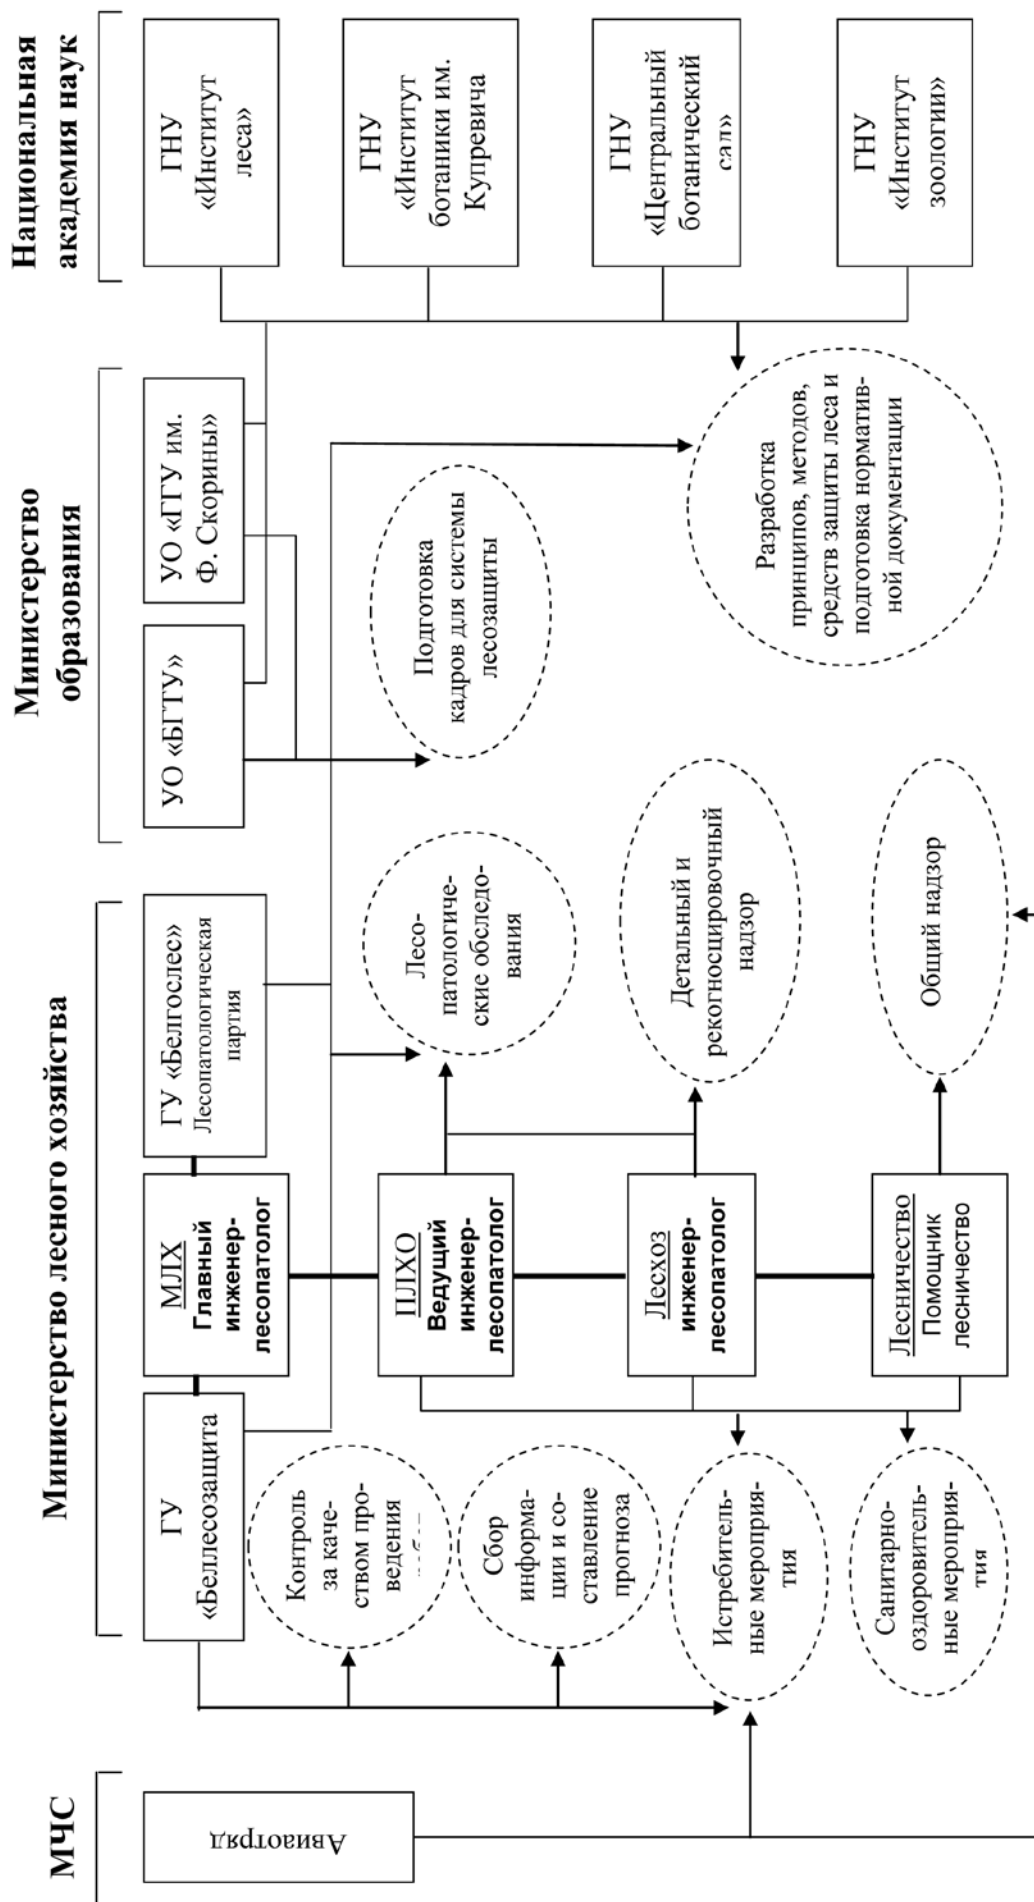 МЧС
Министерство лесного хозяйства
Министерство
образования
Национальная
академия наук
Авиаотряд
ГУ
«Беллесозащита
МЛХ
Главный
инженер-
лесопатолог
ГУ «Белгослес»
Лесопатологическая
партия
УО «БГТУ»
УО «ГГУ им.
Ф. Скорины»
ГНУ
«Институт
леса»
ГНУ
«Институт
ботаники им.
Купревича
ГНУ
«Центральный
ботанический
сад»
ГНУ
«Институт
зоологии»
Контроль
за каче-
ством про-
ведения
Сбор
информа-
ции и со-
ставление
прогноза
Истребитель-
ные мероприя-
тия
Санитарно-
оздоровитель-
ные мероприя-
тия
ПЛХО
Ведущий
инженер-
лесопатолог
Лесхоз
инженер-
лесопатолог
Лесничество
Помощник
лесничество
Лесо-
патологиче-
ские обследо-
вания
Детальный и
рекогносцировочный
надзор
Общий надзор
Подготовка
кадров для системы
лесозащиты
Разработка
принципов, методов,
средств защиты леса и
подготовка норматив-
ной документации